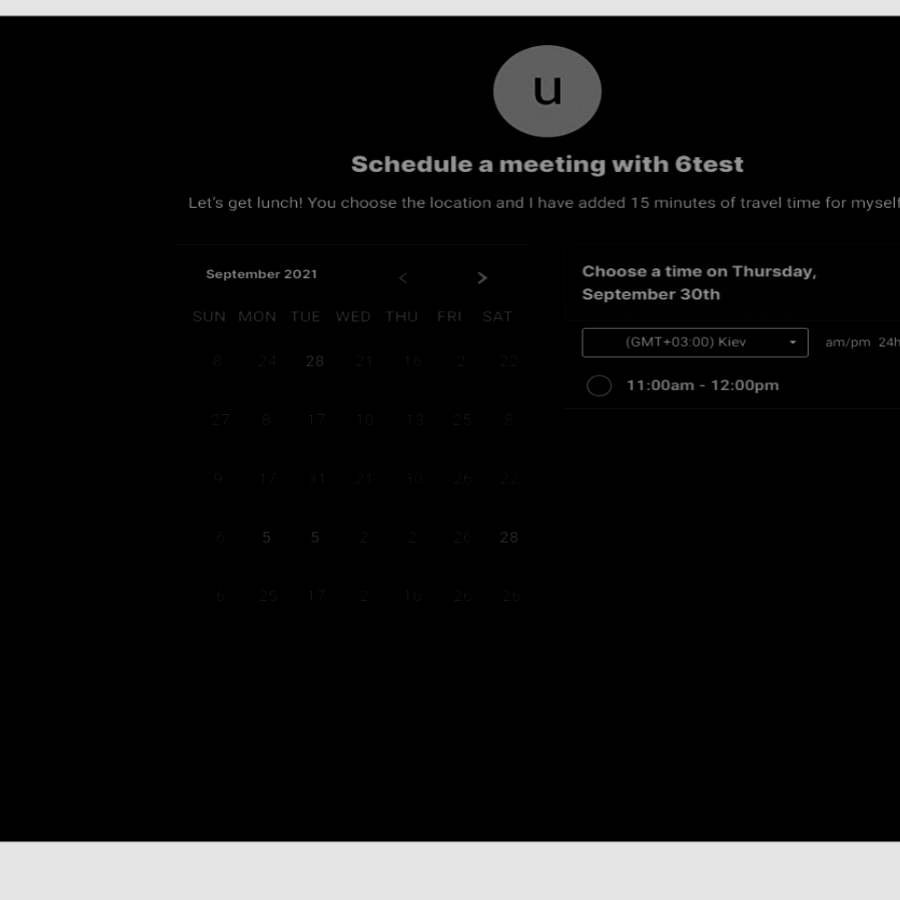 u
Schedule a meeting with 6test
Let's get lunch! You choose the location and I have added 15 minutes of travel time for myself
September 2021 < >
SUN MON TUE WED THU FRI SAT
8 24 28 21 16 2 22
27 8 17 10 13 25 8
9 17 31 21 30 26 22
6 5 5 2 2 26 28
6 25 17 2 16 26 26
Choose a time on Thursday,
September 30th
(GMT+03:00) Kiev
am/pm 24h
11:00am - 12:00pm